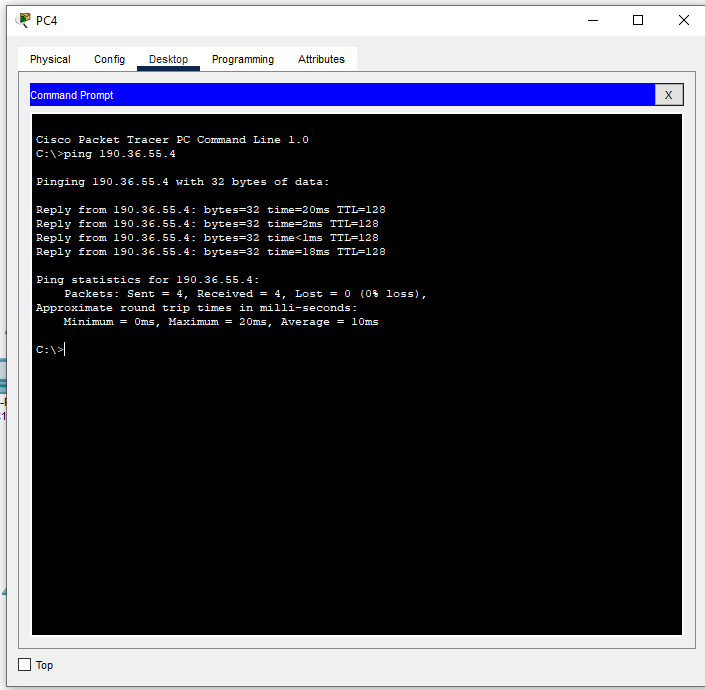 PC4
Physical Config Desktop Programming Attributes
Command Prompt X
Cisco Packet Tracer PC Command Line 1.0
C:\>ping 190.36.55.4
Pinging 190.36.55.4 with 32 bytes of data:
Reply from 190.36.55.4: bytes=32 time=20ms TTL=128
Reply from 190.36.55.4: bytes=32 time=2ms TTL=128
Reply from 190.36.55.4: bytes=32 time<1ms TTL=128
Reply from 190.36.55.4: bytes=32 time=18ms TTL=128
Ping statistics for 190.36.55.4:
Packets: Sent = 4, Received = 4, Lost = 0 (0% loss),
Approximate round trip times in milli-seconds:
Minimum = 0ms, Maximum = 20ms, Average = 10ms
C:\>
Top